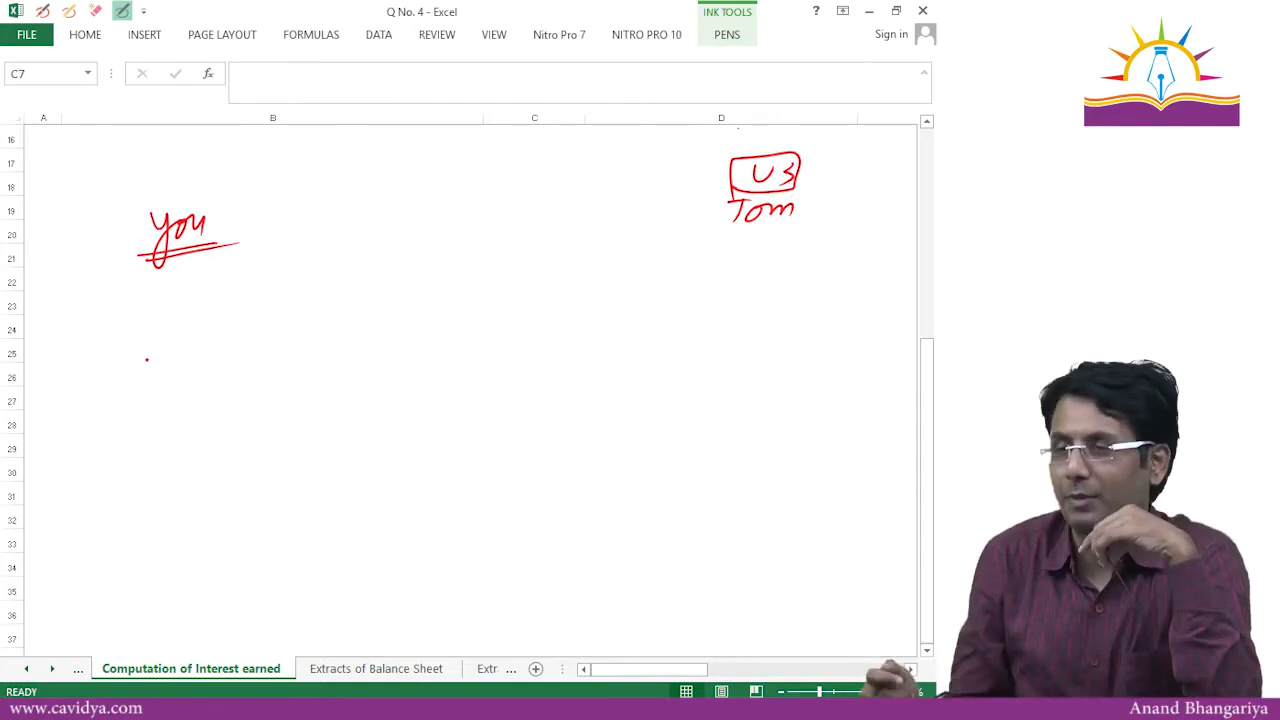 Q No. 4 - Excel
INK TOOLS
?
FILE
HOME
INSERT
PAGE LAYOUT
FORMULAS
DATA
REVIEW
VIEW
Nitro Pro 7
NITRO PRO 10
PENS
Sign in
C7
fx
A
B
C
D
16
17
18
19
20
21
22
23
24
25
26
27
28
29
30
31
32
33
34
35
36
37
US
Tom
You
...
Computation of Interest earned
Extracts of Balance Sheet
Extr ...
READY
%
www.cavidya.com
Anand Bhangariya